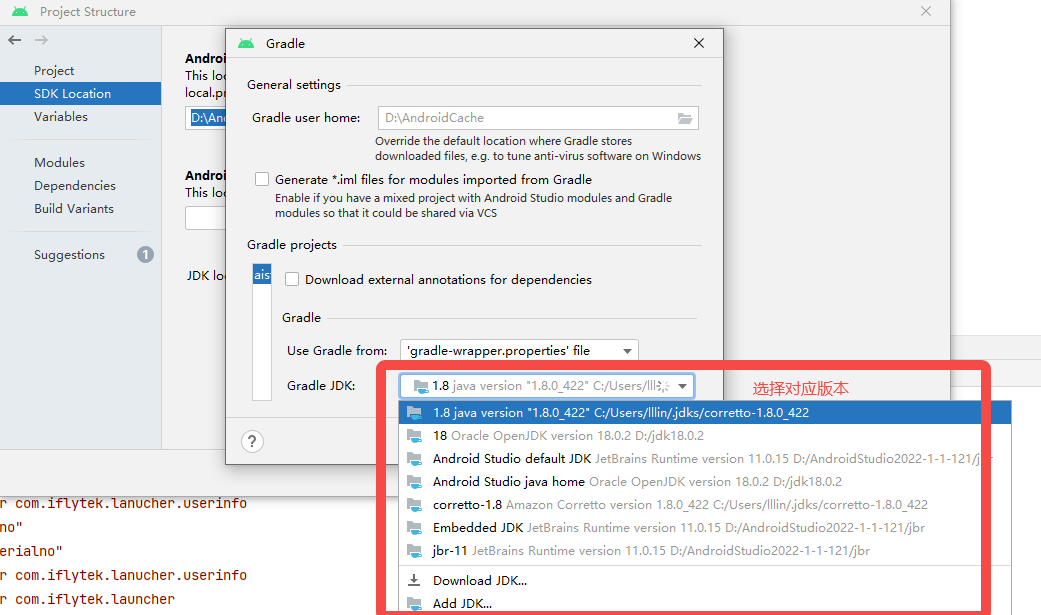 Project Structure
Project
SDK Location
Variables
Modules
Dependencies
Build Variants
Suggestions
1
This
local.pr
JDK
Gradle
General settings
Gradle user home:
D:\AndroidCache
Override the default location where Gradle stores
downloaded files, e.g. to tune anti-virus software on Windows
Generate *.iml files for modules imported from Gradle
Enable if you have a mixed project with Android Studio modules and Gradle
modules so that it could be shared via VCS
Gradle projects
ais
Download external annotations for dependencies
Gradle
Use Gradle from:
'gradle-wrapper.properties' file
Gradle JDK:
1.8 java version "1.8.0_422" C:/Users/lll
选择对应版本
1.8 java version "1.8.0_422" C:/Users/lllin/.jdks/corretto-1.8.0_422
18 Oracle OpenJDK version 18.0.2 D:/jdk18.0.2
Android Studio default JDK JetBrains Runtime version 11.0.15 D:/AndroidStudio2022-1-1-121/jbr
Android Studio java home Oracle OpenJDK version 18.0.2 D:/jdk18.0.2
corretto-1.8 Amazon Corretto version 1.8.0_422 C:/Users/lllin/.jdks/corretto-1.8.0_422
Embedded JDK JetBrains Runtime version 11.0.15 D:/AndroidStudio2022-1-1-121/jbr
jbr-11 JetBrains Runtime version 11.0.15 D:/AndroidStudio2022-1-1-121/jbr
Download JDK...
Add JDK...
?
r com.iflytek.lanucher.userinfo
no"
erialno"
r com.iflytek.lanucher.userinfo
er com.iflytek.launcher